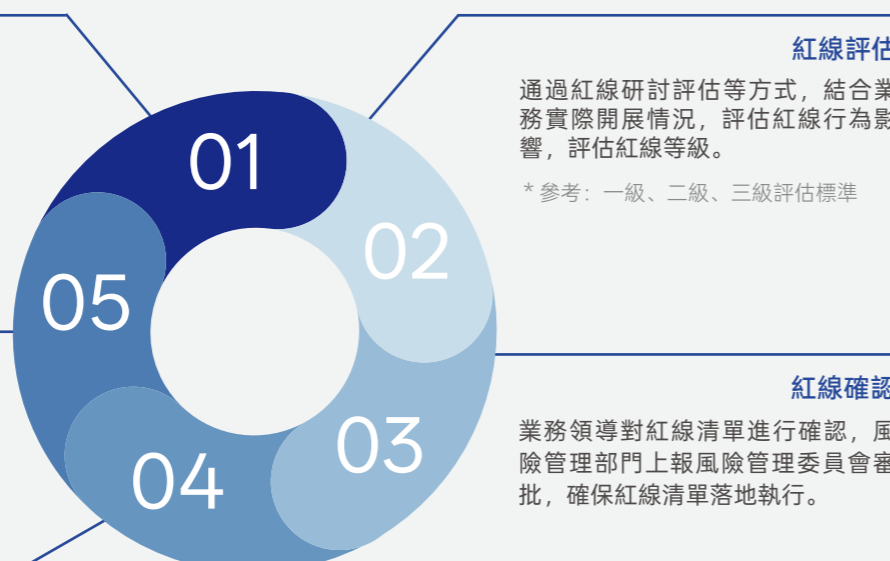 01
02
03
04
05
紅線評估
通過紅線研討評估等方式，結合業
務實際開展情況，評估紅線行為影
響，評估紅線等級。
* 參考：一級、二級、三級評估標準
紅線確認
業務領導對紅線清單進行確認，風
險管理部門上報風險管理委員會審
批，確保紅線清單落地執行。